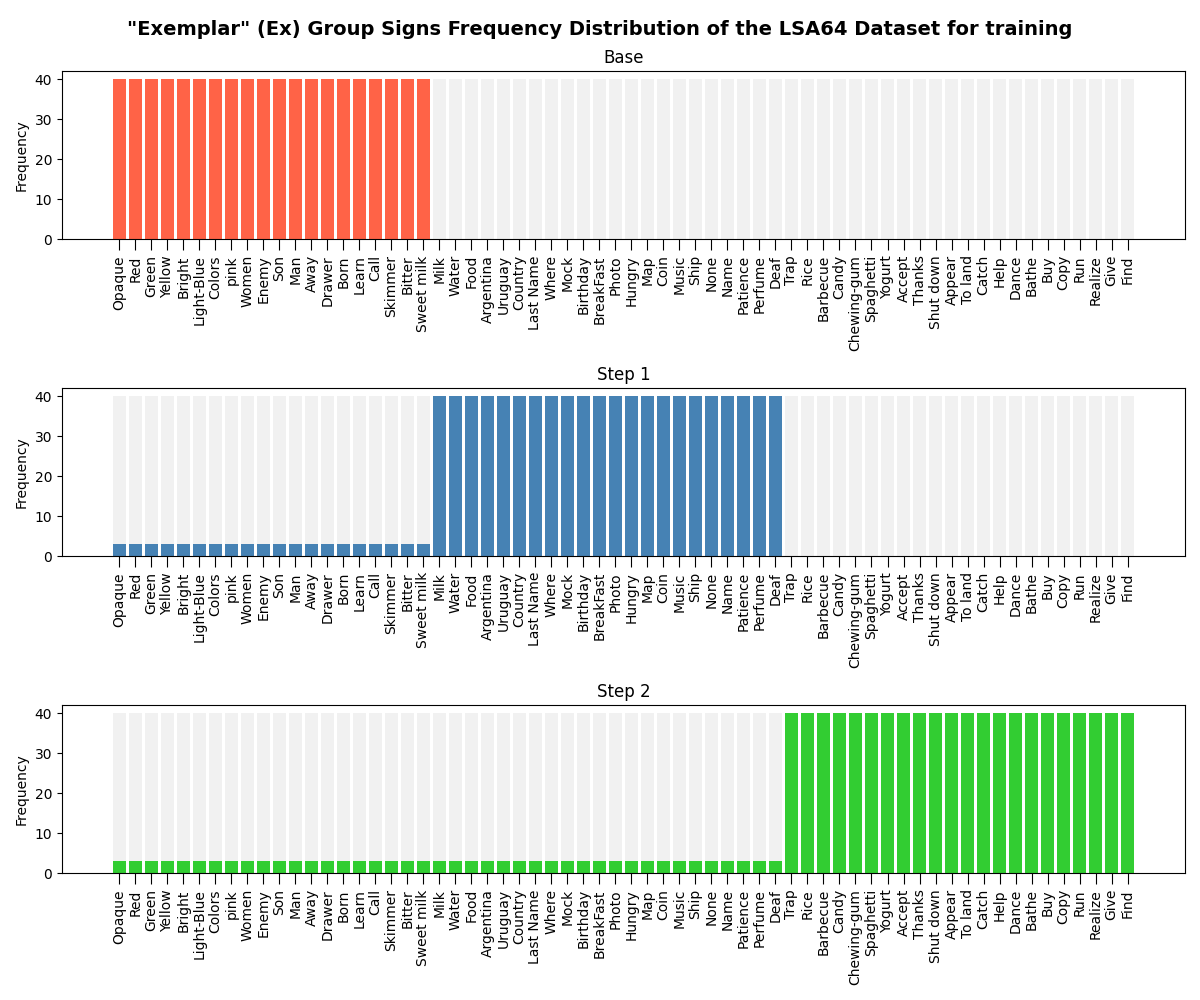 "Exemplar" (Ex) Group Signs Frequency Distribution of the LSA64 Dataset for training
Base
Frequency
40
30
20
10
0
Opaque Red Green Yellow Bright Light-Blue Colors pink Women Enemy Son Man Away Drawer Born Learn Call Skimmer Bitter Sweet milk Milk Water Food Argentina Uruguay Country Last Name Where Mock Birthday BreakFast Photo Hungry Map Coin Music Ship None Name Patience Perfume Deaf Trap Rice Barbecue Candy Chewing-gum Spaghetti Yogurt Accept Thanks Shut down Appear To land Catch Help Dance Bathe Buy Copy Run Realize Give Find
Step 1
Frequency
40
30
20
10
0
Opaque Red Green Yellow Bright Light-Blue Colors pink Women Enemy Son Man Away Drawer Born Learn Call Skimmer Bitter Sweet milk Milk Water Food Argentina Uruguay Country Last Name Where Mock Birthday BreakFast Photo Hungry Map Coin Music Ship None Name Patience Perfume Deaf Trap Rice Barbecue Candy Chewing-gum Spaghetti Yogurt Accept Thanks Shut down Appear To land Catch Help Dance Bathe Buy Copy Run Realize Give Find
Step 2
Frequency
40
30
20
10
0
Opaque Red Green Yellow Bright Light-Blue Colors pink Women Enemy Son Man Away Drawer Born Learn Call Skimmer Bitter Sweet milk Milk Water Food Argentina Uruguay Country Last Name Where Mock Birthday BreakFast Photo Hungry Map Coin Music Ship None Name Patience Perfume Deaf Trap Rice Barbecue Candy Chewing-gum Spaghetti Yogurt Accept Thanks Shut down Appear To land Catch Help Dance Bathe Buy Copy Run Realize Give Find